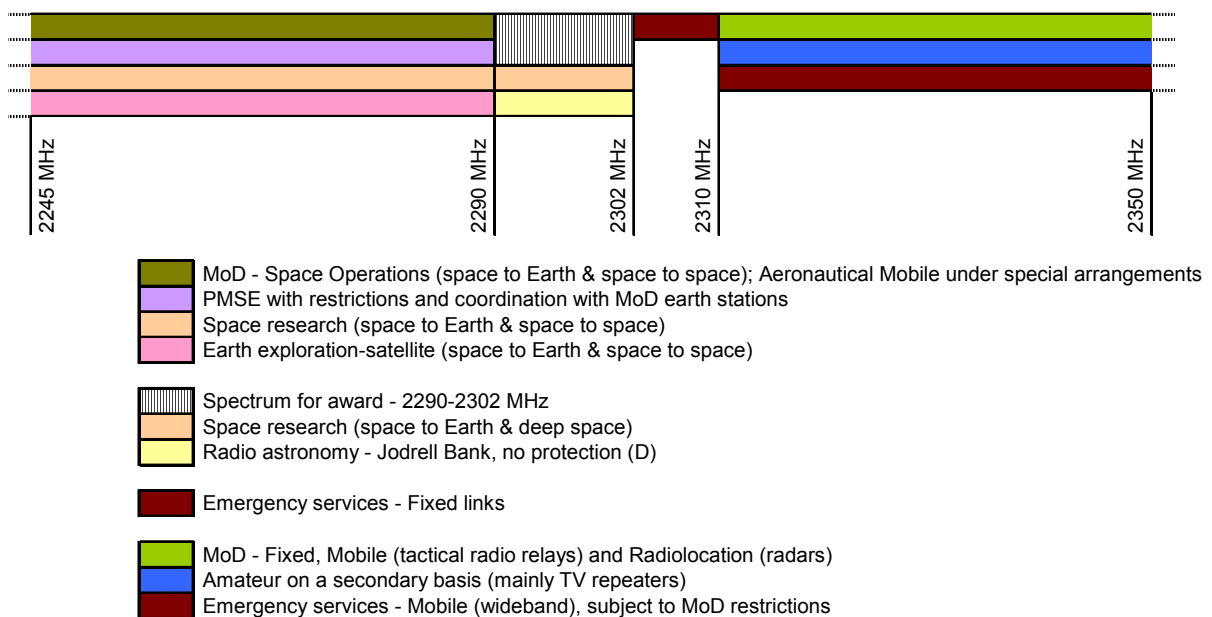 2245 MHz
2290 MHz
2302 MHz
2310 MHz
2350 MHz
MoD - Space Operations (space to Earth & space to space); Aeronautical Mobile under special arrangements
PMSE with restrictions and coordination with MoD earth stations
Space research (space to Earth & space to space)
Earth exploration-satellite (space to Earth & space to space)
Spectrum for award - 2290-2302 MHz
Space research (space to Earth & deep space)
Radio astronomy - Jodrell Bank, no protection (D)
Emergency services - Fixed links
MoD - Fixed, Mobile (tactical radio relays) and Radiolocation (radars)
Amateur on a secondary basis (mainly TV repeaters)
Emergency services - Mobile (wideband), subject to MoD restrictions